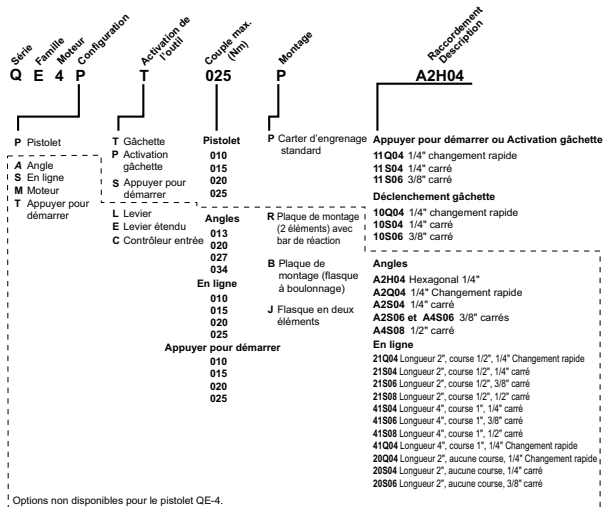 Série
Famille
Moteur
Configuration
Activation de
l'outil
Couple max.
(Nm)
Montage
Raccordement
Description
Q E 4 P T 025 P A2H04
P Pistolet
A Angle
S En ligne
M Moteur
T Appuyer pour
démarrer
T Gâchette
P Activation
gâchette
S Appuyer pour
démarrer
L Levier
E Levier étendu
C Contrôleur entrée
Pistolet
010
015
020
025
Angles
013
020
027
034
En ligne
010
015
020
025
Appuyer pour démarrer
010
015
020
025
P Carter d'engrenage
standard
R Plaque de montage
(2 éléments) avec
bar de réaction
B Plaque de
montage (flasque
à boulonnage)
J Flasque en deux
éléments
Appuyer pour démarrer ou Activation gâchette
11Q04 1/4" changement rapide
11S04 1/4" carré
11S06 3/8" carré
Déclenchement gâchette
10Q04 1/4" changement rapide
10S04 1/4" carré
10S06 3/8" carré
Angles
A2H04 Hexagonal 1/4"
A2Q04 1/4" Changement rapide
A2S04 1/4" carré
A2S06 et A4S06 3/8" carrés
A4S08 1/2" carré
En ligne
21Q04 Longueur 2", course 1/2", 1/4" Changement rapide
21S04 Longueur 2", course 1/2", 1/4" carré
21S06 Longueur 2", course 1/2", 3/8" carré
21S08 Longueur 2", course 1/2", 1/2" carré
41S04 Longueur 4", course 1", 1/4" carré
41S06 Longueur 4", course 1", 3/8" carré
41S08 Longueur 4", course 1", 1/2" carré
41Q04 Longueur 4", course 1", 1/4" Changement rapide
20Q04 Longueur 2", aucune course, 1/4" Changement rapide
20S04 Longueur 2", aucune course, 1/4" carré
20S06 Longueur 2", aucune course, 3/8" carré
Options non disponibles pour le pistolet QE-4.